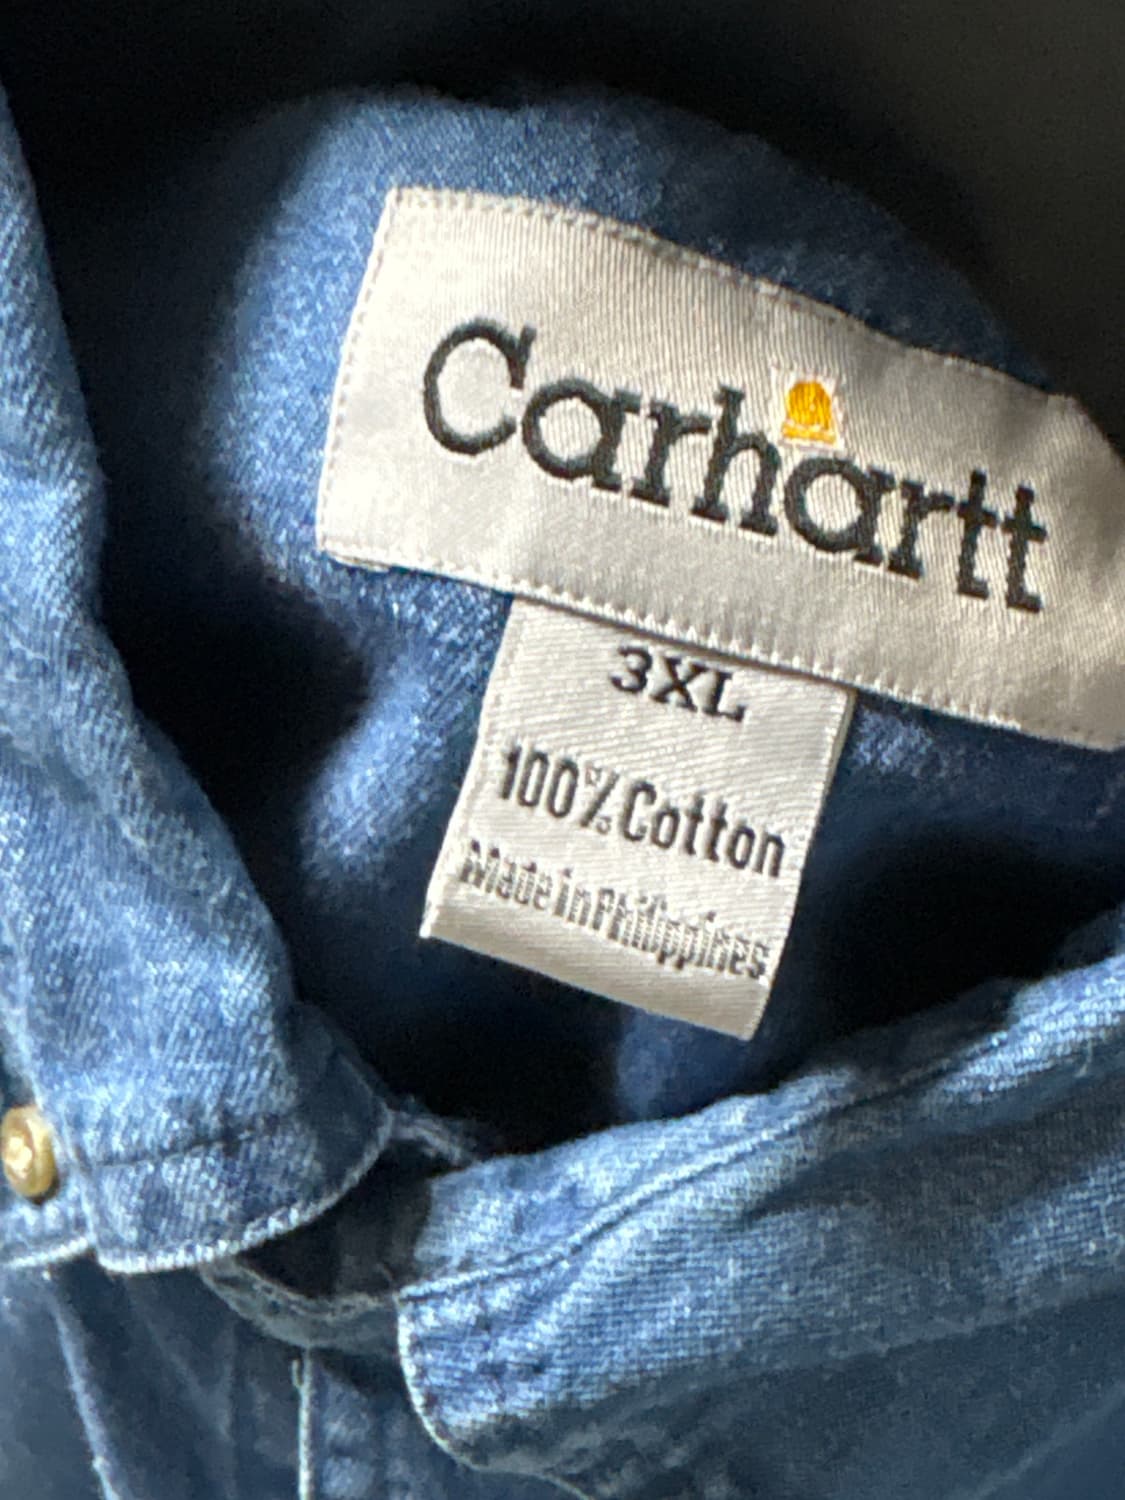 Carhartt
3XL
100% Cotton
Made in Philippines